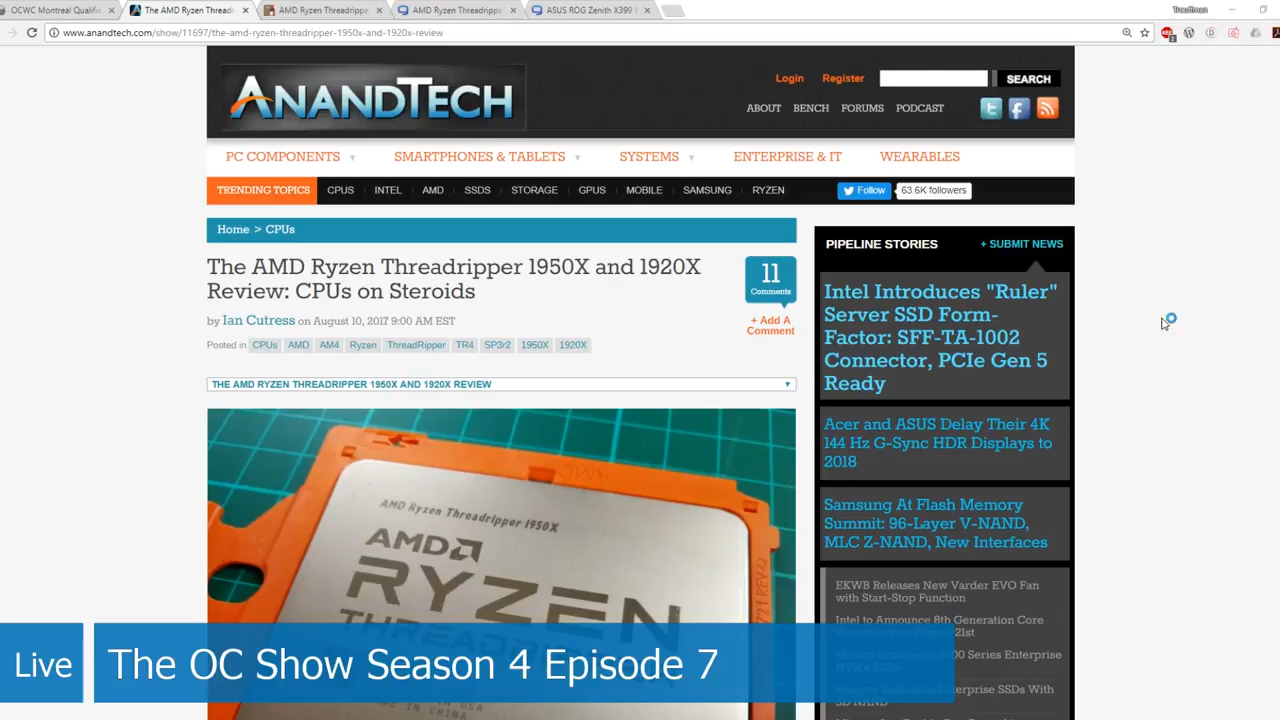 OCWC Montreal Qualifi
The AMD Ryzen Threadri
AMD Ryzen Threadrippe
AMD Ryzen Threadrippe
ASUS ROG Zenith X399
Trouffman
www.anandtech.com/show/11697/the-amd-ryzen-threadripper-1950x-and-1920x-review
ANANDTECH
Login
Register
SEARCH
ABOUT
BENCH
FORUMS
PODCAST
PC COMPONENTS
SMARTPHONES & TABLETS
SYSTEMS
ENTERPRISE & IT
WEARABLES
TRENDING TOPICS
CPUS
INTEL
AMD
SSDS
STORAGE
GPUS
MOBILE
SAMSUNG
RYZEN
Follow
63.6K followers
Home > CPUs
The AMD Ryzen Threadripper 1950X and 1920X
Review: CPUs on Steroids
by Ian Cutress on August 10, 2017 9:00 AM EST
11
Comments
+ Add A
Comment
Posted in CPUs AMD AM4 Ryzen ThreadRipper TR4 SP3r2 1950X 1920X
THE AMD RYZEN THREADRIPPER 1950X AND 1920X REVIEW
AMD Ryzen Threadripper 1950X
AMD
RYZEN
PIPELINE STORIES
+ SUBMIT NEWS
Intel Introduces "Ruler"
Server SSD Form-
Factor: SFF-TA-1002
Connector, PCIe Gen 5
Ready
Acer and ASUS Delay Their 4K
144 Hz G-Sync HDR Displays to
2018
Samsung At Flash Memory
Summit: 96-Layer V-NAND,
MLC Z-NAND, New Interfaces
EKWB Releases New Varder EVO Fan
with Start-Stop Function
Intel to Announce 8th Generation Core
Series Enterprise
Enterprise SSDs With
Live
The OC Show Season 4 Episode 7